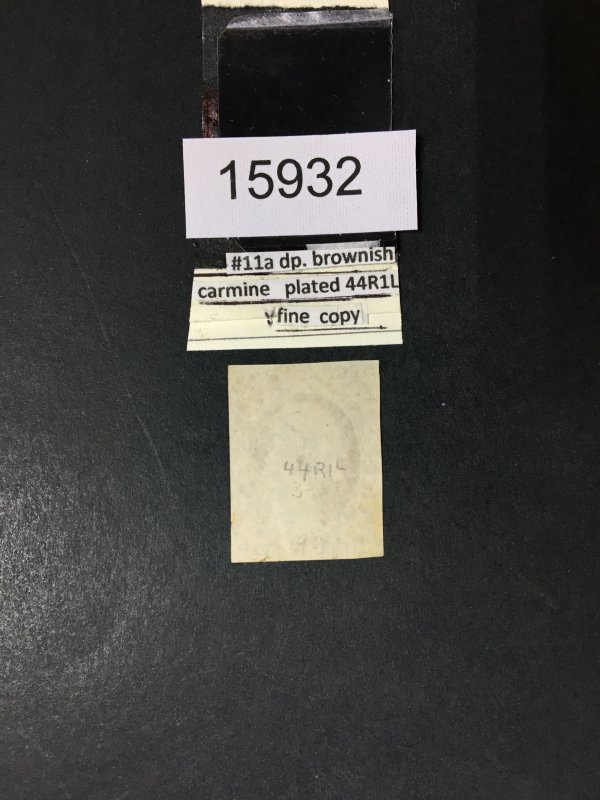 15932
#11a dp. brownish
carmine plated 44R1L
vfine copy
44R1L